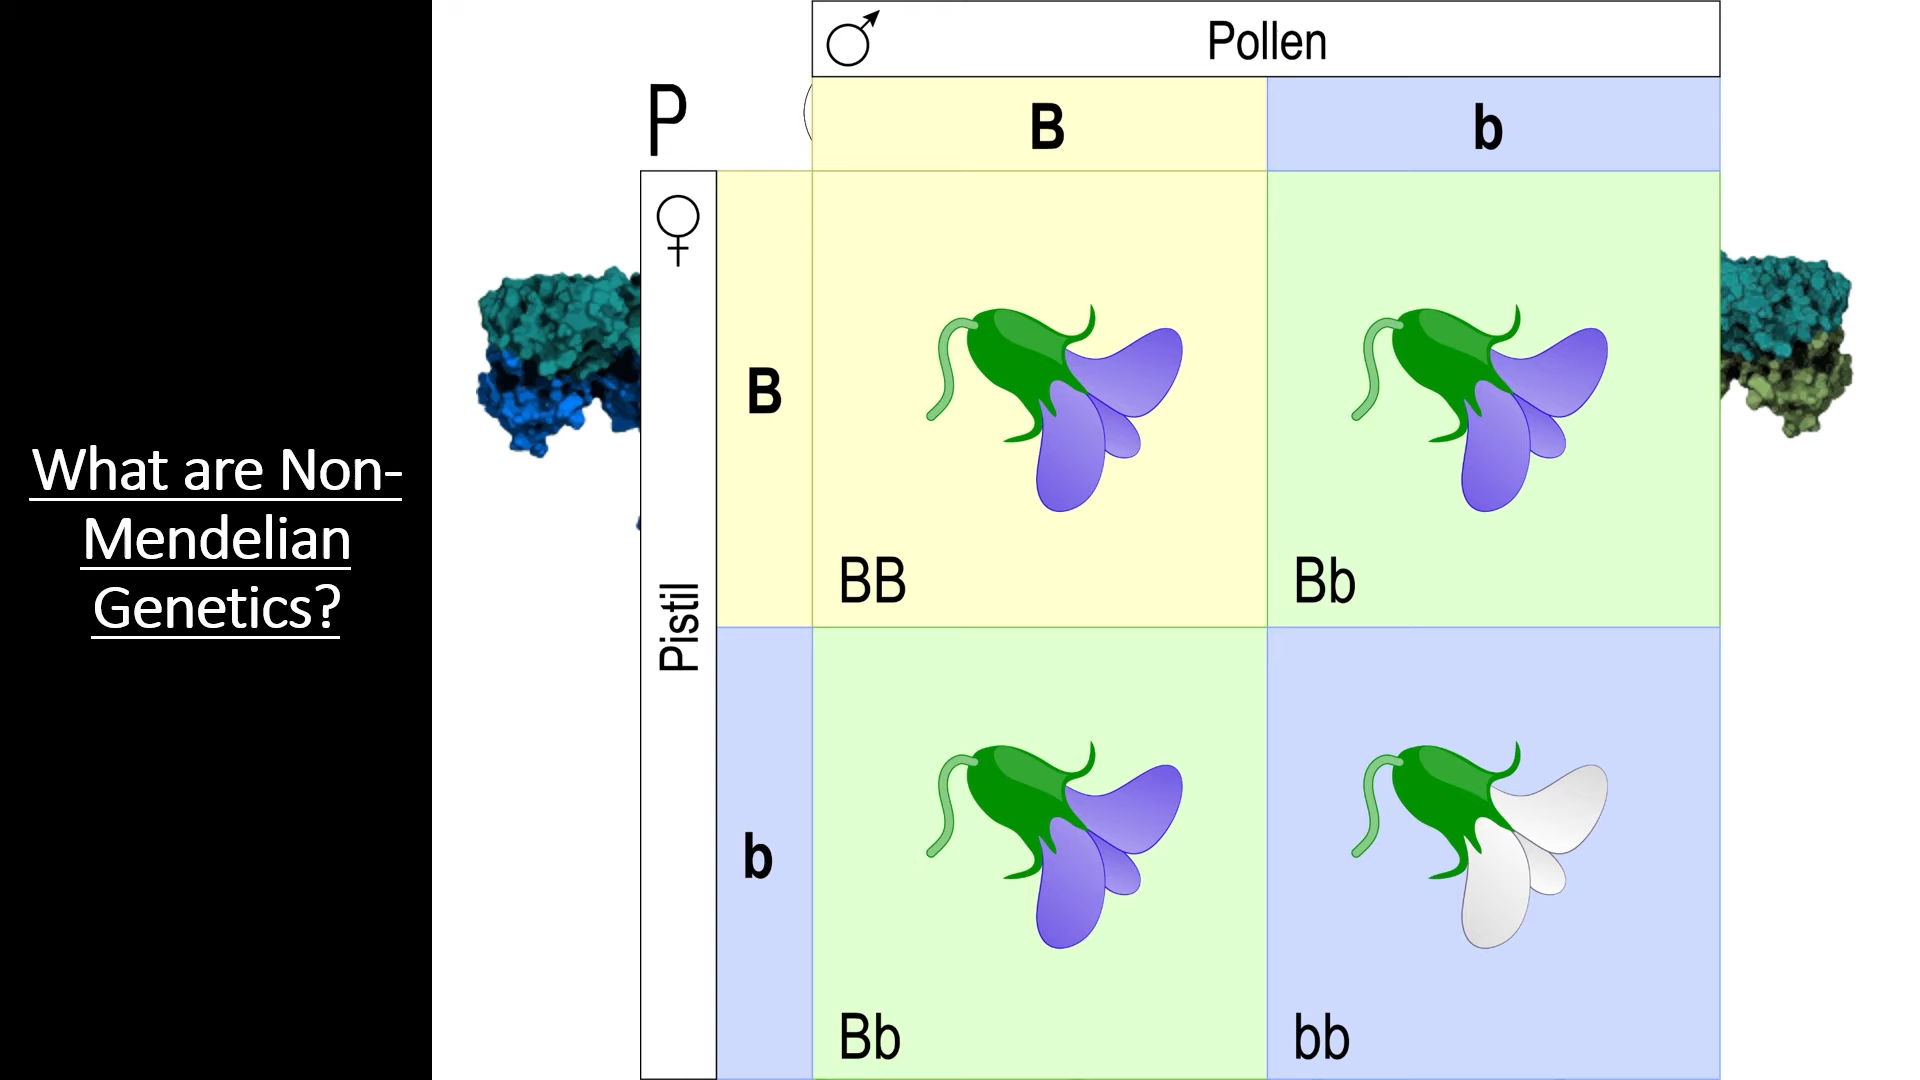 What are Non-
Mendelian
Genetics?
♂ Pollen
P
B b
♀
Pistil
B
BB
Bb
b
Bb
bb